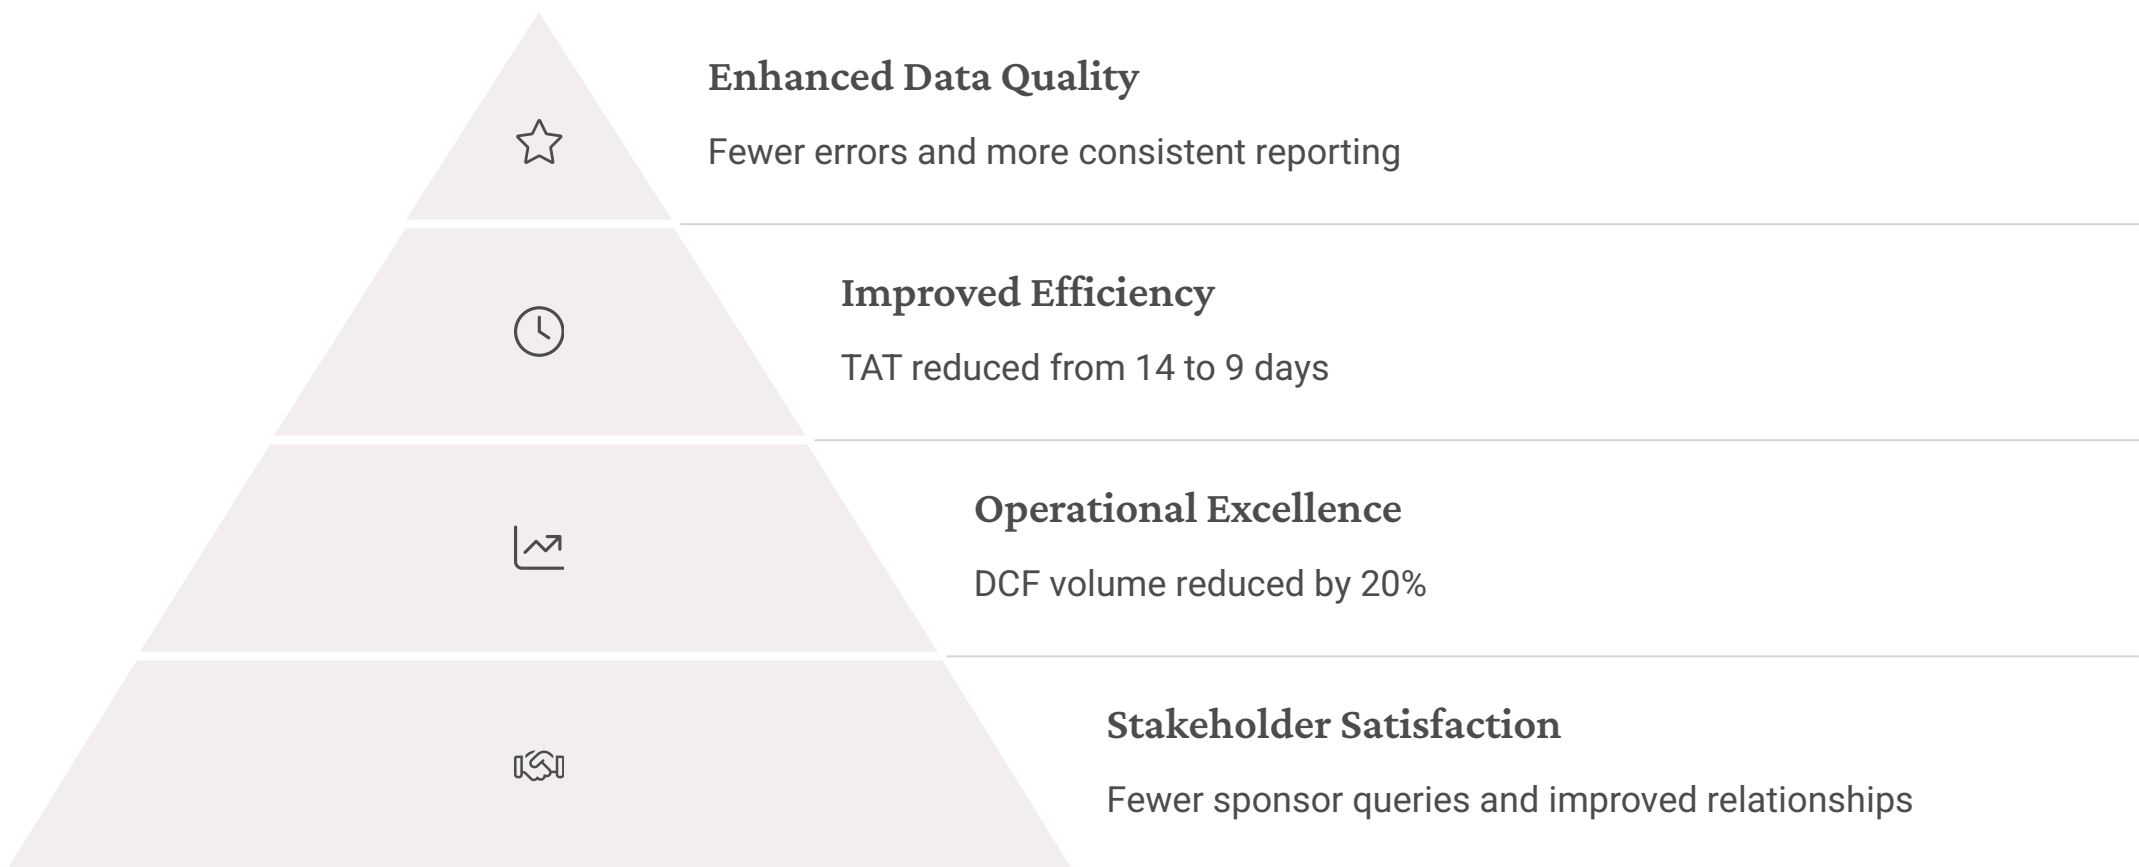 Enhanced Data Quality
Fewer errors and more consistent reporting
Improved Efficiency
TAT reduced from 14 to 9 days
Operational Excellence
DCF volume reduced by 20%
Stakeholder Satisfaction
Fewer sponsor queries and improved relationships